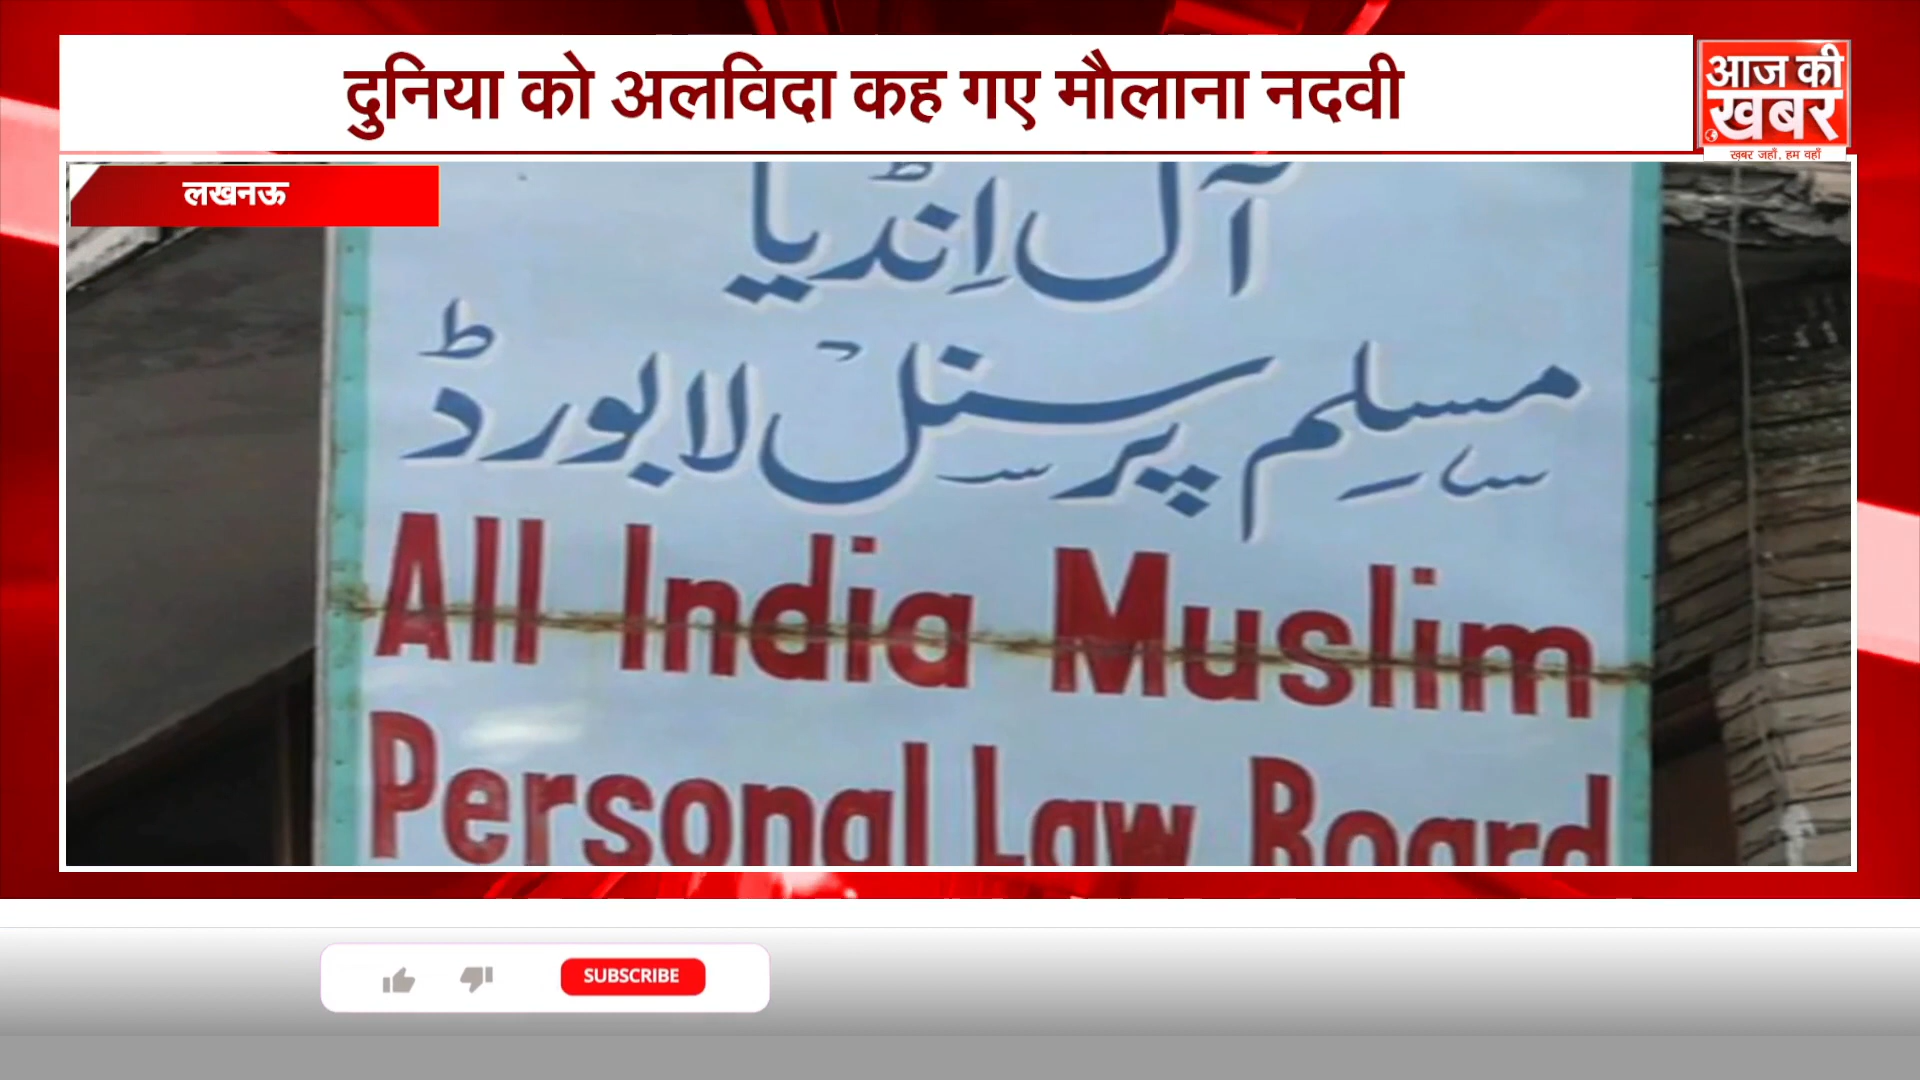 दुनिया को अलविदा कह गए मौलाना नदवी
आज की
खबर
खबर जहाँ, हम वहाँ
लखनऊ
آل اِنڈیا
مسلم پرسنل لا بورڈ
All India Muslim
Personal Law Board
SUBSCRIBE